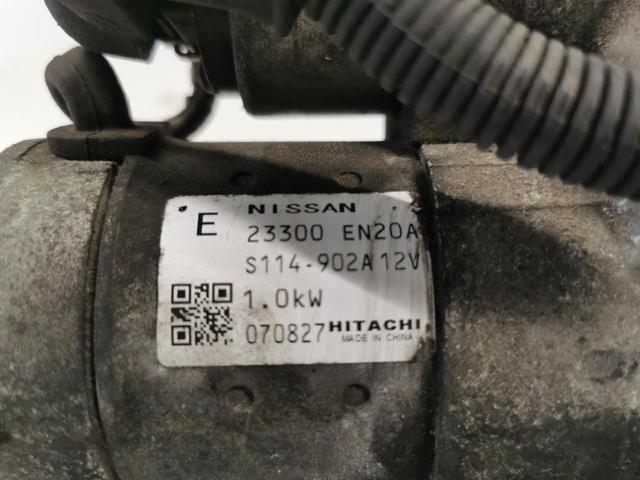 E NISSAN
23300 EN20A
S114-902A 12V
1.0kW
070827 HITACHI
MADE IN CHINA